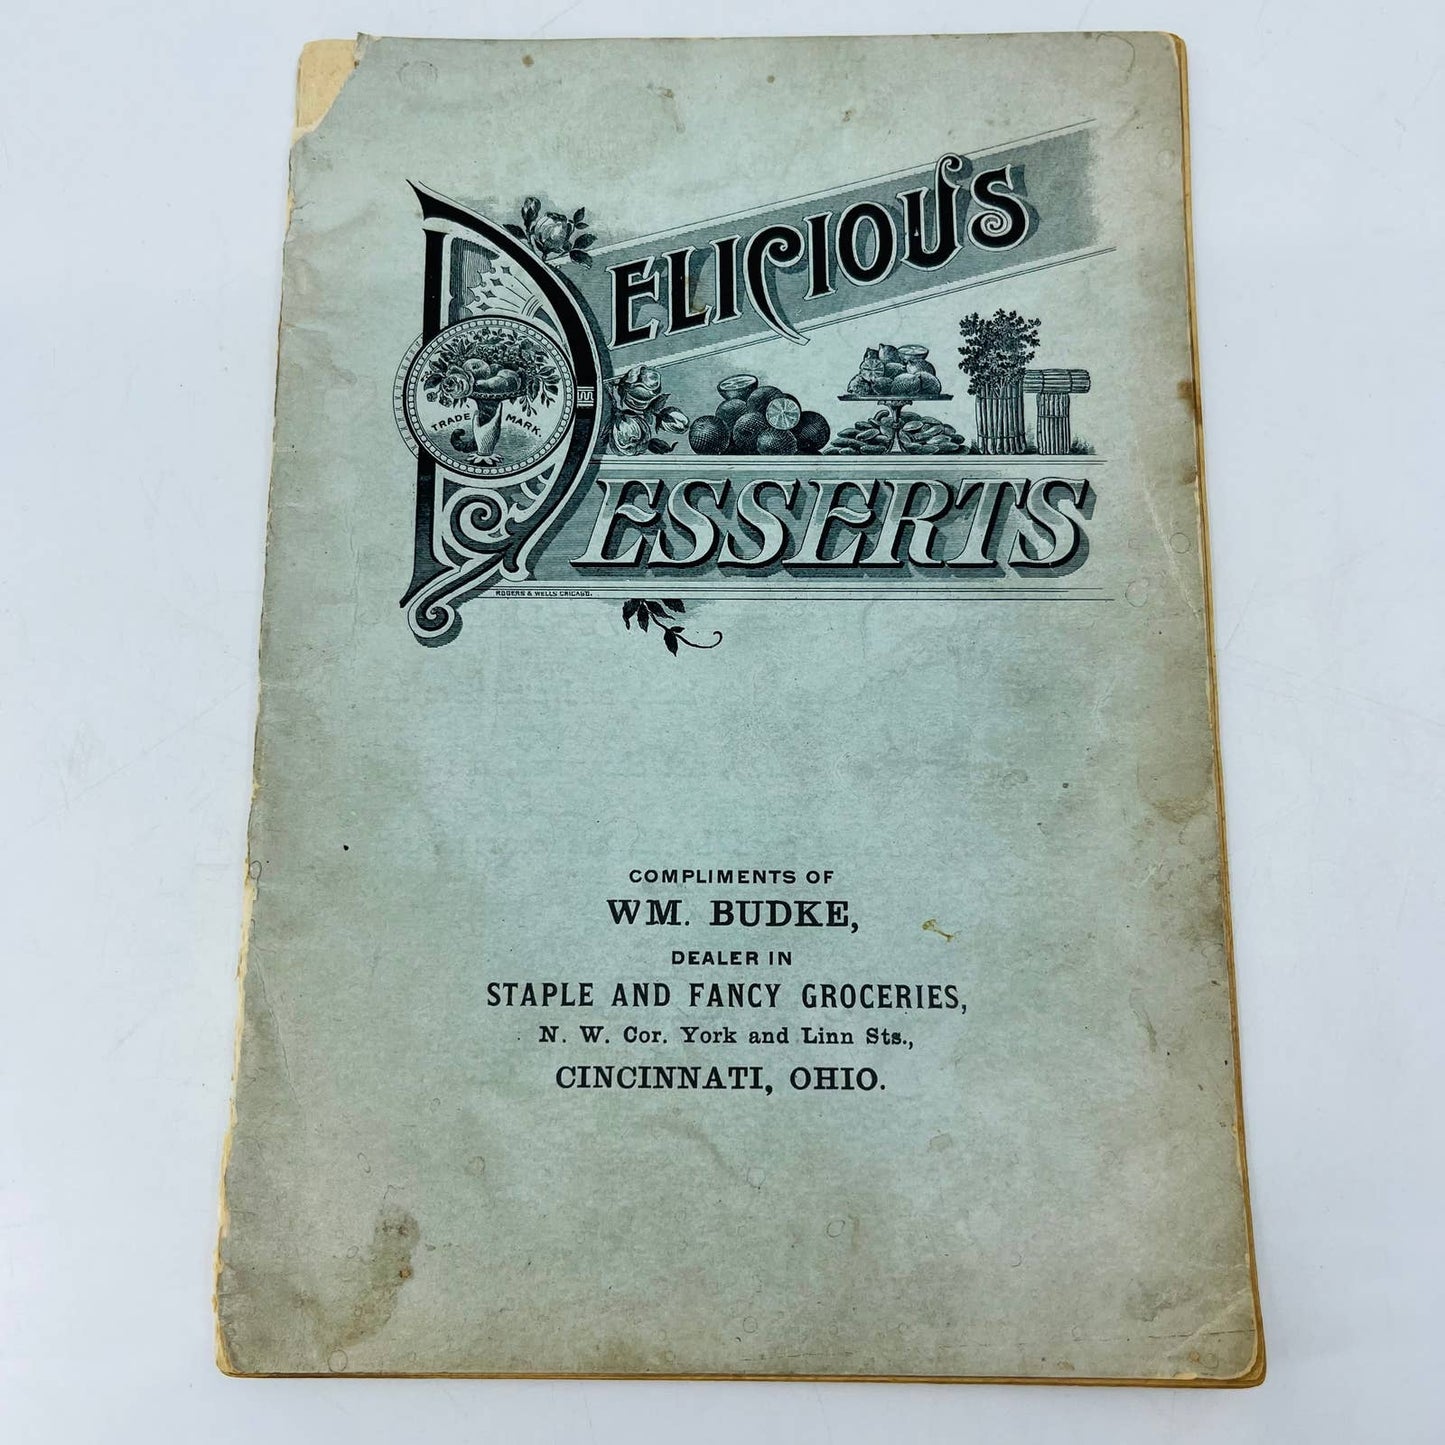 DELICIOUS
DESSERTS
TRADE MARK.
ROGERS & WELLS CHICAGO.
COMPLIMENTS OF
WM. BUDKE,
DEALER IN
STAPLE AND FANCY GROCERIES,
N. W. Cor. York and Linn Sts.,
CINCINNATI, OHIO.